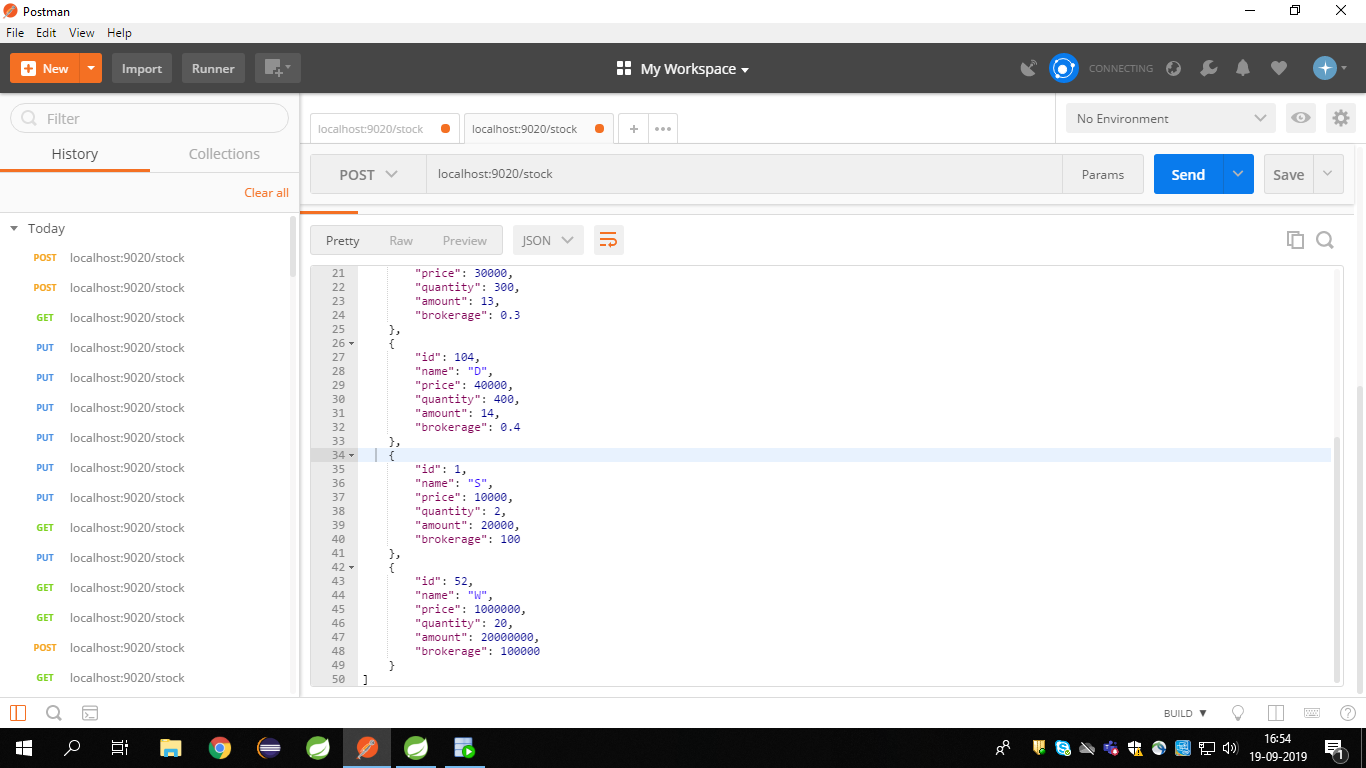 Postman
File Edit View Help
New Import Runner My Workspace CONNECTING
Filter
localhost:9020/stock localhost:9020/stock + ••• No Environment
History Collections
POST localhost:9020/stock Params Send Save
Clear all
Today
Pretty Raw Preview JSON
POST localhost:9020/stock
POST localhost:9020/stock
GET localhost:9020/stock
PUT localhost:9020/stock
PUT localhost:9020/stock
PUT localhost:9020/stock
PUT localhost:9020/stock
PUT localhost:9020/stock
PUT localhost:9020/stock
GET localhost:9020/stock
PUT localhost:9020/stock
GET localhost:9020/stock
GET localhost:9020/stock
POST localhost:9020/stock
GET localhost:9020/stock
21 "price": 30000,
22 "quantity": 300,
23 "amount": 13,
24 "brokerage": 0.3
25 },
26 {
27 "id": 104,
28 "name": "D",
29 "price": 40000,
30 "quantity": 400,
31 "amount": 14,
32 "brokerage": 0.4
33 },
34 {
35 "id": 1,
36 "name": "S",
37 "price": 10000,
38 "quantity": 2,
39 "amount": 20000,
40 "brokerage": 100
41 },
42 {
43 "id": 52,
44 "name": "W",
45 "price": 1000000,
46 "quantity": 20,
47 "amount": 20000000,
48 "brokerage": 100000
49 }
50 ]
BUILD
16:54
19-09-2019
1